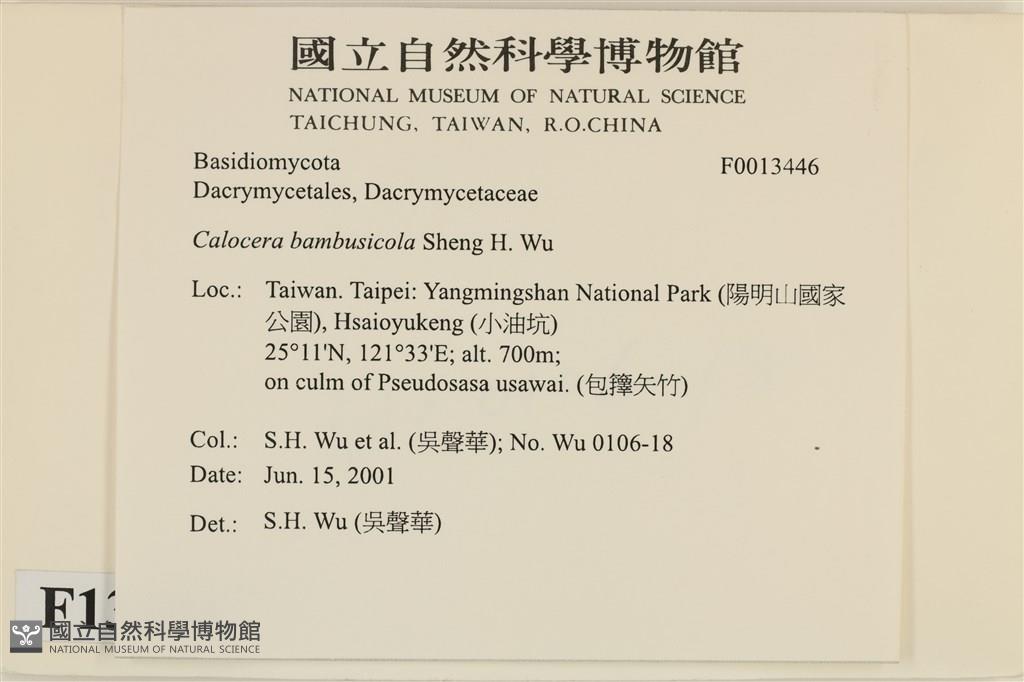 國立自然科學博物館
NATIONAL MUSEUM OF NATURAL SCIENCE
TAICHUNG, TAIWAN, R.O.CHINA
Basidiomycota F0013446
Dacrymycetales, Dacrymycetaceae
Calocera bambusicola Sheng H. Wu
Loc.: Taiwan. Taipei: Yangmingshan National Park (陽明山國家
公園), Hsaioyukeng (小油坑)
25°11'N, 121°33'E; alt. 700m;
on culm of Pseudosasa usawai. (包籜矢竹)
Col.: S.H. Wu et al. (吳聲華); No. Wu 0106-18
Date: Jun. 15, 2001
Det.: S.H. Wu (吳聲華)
國立自然科學博物館
NATIONAL MUSEUM OF NATURAL SCIENCE